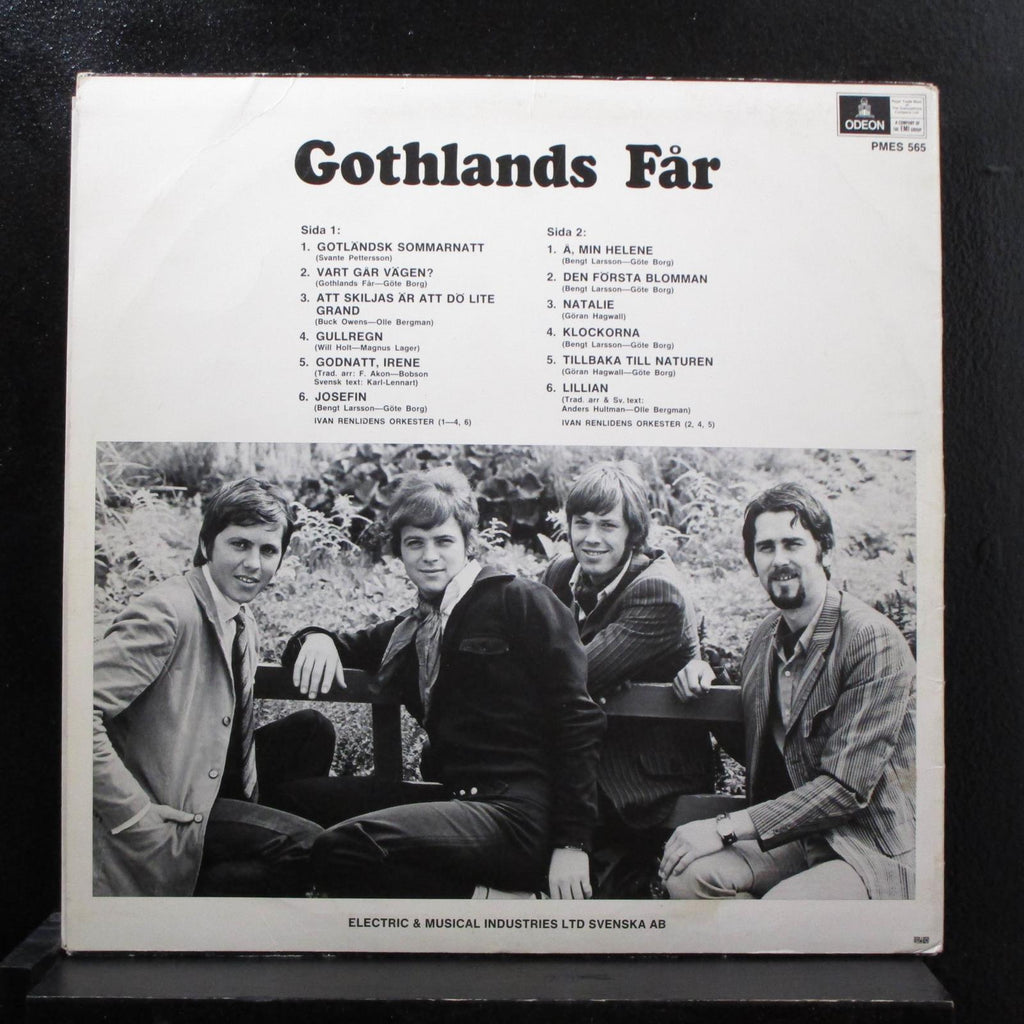 ODEON
A COMPANY OF
THE EMI GROUP
PMES 565
Gothlands Får
Sida 1:
1. GOTLÄNDSK SOMMARNATT
(Svante Pettersson)
2. VART GÅR VÄGEN?
(Gothlands Får—Göte Borg)
3. ATT SKILJAS ÄR ATT DÖ LITE
GRAND
(Buck Owens—Olle Bergman)
4. GULLREGN
(Will Holt—Magnus Lager)
5. GODNATT, IRENE
(Trad. arr: F. Akon—Bobson
Svensk text: Karl-Lennart)
6. JOSEFIN
(Bengt Larsson—Göte Borg)
IVAN RENLIDENS ORKESTER (1—4, 6)
Sida 2:
1. Å, MIN HELENE
(Bengt Larsson—Göte Borg)
2. DEN FÖRSTA BLOMMAN
(Bengt Larsson—Göte Borg)
3. NATALIE
(Göran Hagwall)
4. KLOCKORNA
(Bengt Larsson—Göte Borg)
5. TILLBAKA TILL NATUREN
(Göran Hagwall—Göte Borg)
6. LILLIAN
(Trad. arr & Sv. text:
Anders Hultman—Olle Bergman)
IVAN RENLIDENS ORKESTER (2, 4, 5)
ELECTRIC & MUSICAL INDUSTRIES LTD SVENSKA AB